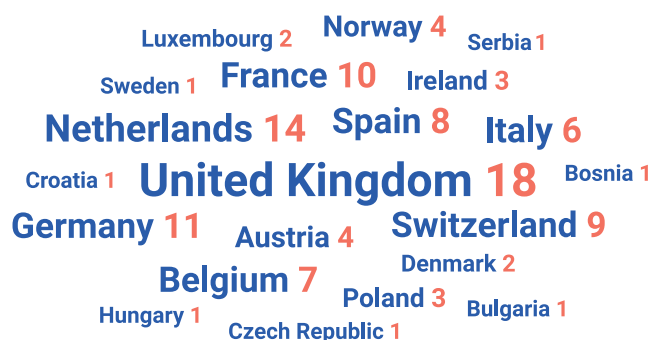 Norway 4
Luxembourg 2
Serbia 1
France 10
Ireland 3
Sweden 1
Spain 8
Netherlands 14
Italy 6
United Kingdom 18
Croatia 1
Bosnia 1
Germany 11
Austria 4
Switzerland 9
Belgium 7
Denmark 2
Poland 3
Hungary 1
Bulgaria 1
Czech Republic 1